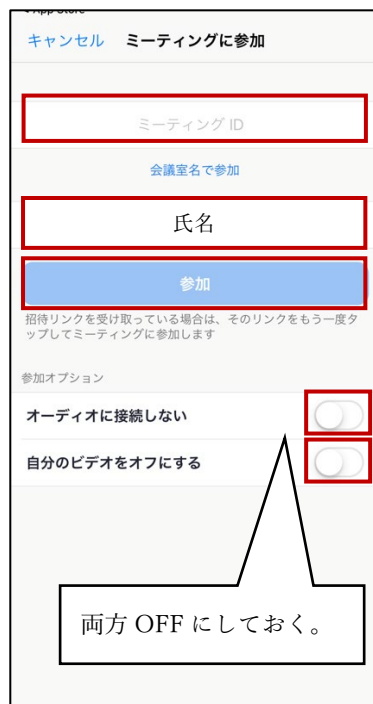 App Store
キャンセル ミーティングに参加
ミーティング ID
会議室名で参加
氏名
参加
招待リンクを受け取っている場合は、そのリンクをもう一度タ
ップしてミーティングに参加します
参加オプション
オーディオに接続しない
自分のビデオをオフにする
両方 OFF にしておく。